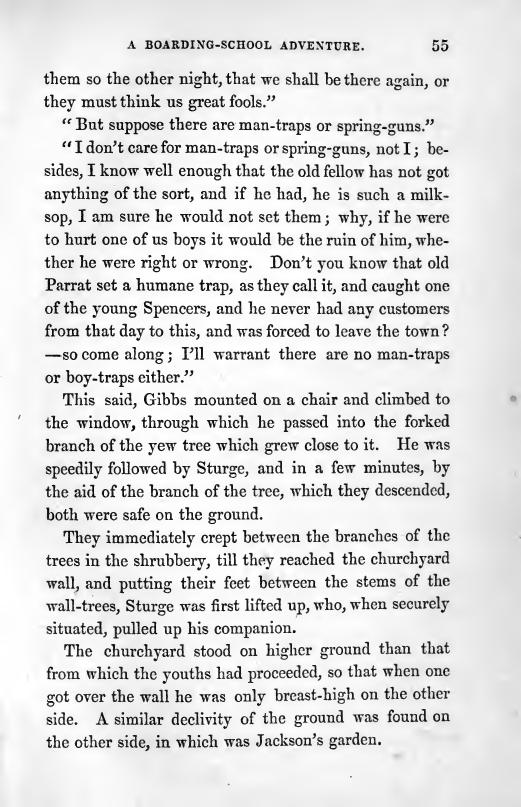 A BOARDING-SCHOOL ADVENTURE. 55
them so the other night, that we shall be there again, or
they must think us great fools.”
“ But suppose there are man-traps or spring-guns.”
“ I don’t care for man-traps or spring-guns, not I ; be-
sides, I know well enough that the old fellow has not got
anything of the sort, and if he had, he is such a milk-
sop, I am sure he would not set them ; why, if he were
to hurt one of us boys it would be the ruin of him, whe-
ther he were right or wrong. Don’t you know that old
Parrat set a humane trap, as they call it, and caught one
of the young Spencers, and he never had any customers
from that day to this, and was forced to leave the town ?
—so come along ; I’ll warrant there are no man-traps
or boy-traps either.”
This said, Gibbs mounted on a chair and climbed to
the window, through which he passed into the forked
branch of the yew tree which grew close to it. He was
speedily followed by Sturge, and in a few minutes, by
the aid of the branch of the tree, which they descended,
both were safe on the ground.
They immediately crept between the branches of the
trees in the shrubbery, till they reached the churchyard
wall, and putting their feet between the stems of the
wall-trees, Sturge was first lifted up, who, when securely
situated, pulled up his companion.
The churchyard stood on higher ground than that
from which the youths had proceeded, so that when one
got over the wall he was only breast-high on the other
side. A similar declivity of the ground was found on
the other side, in which was Jackson’s garden.